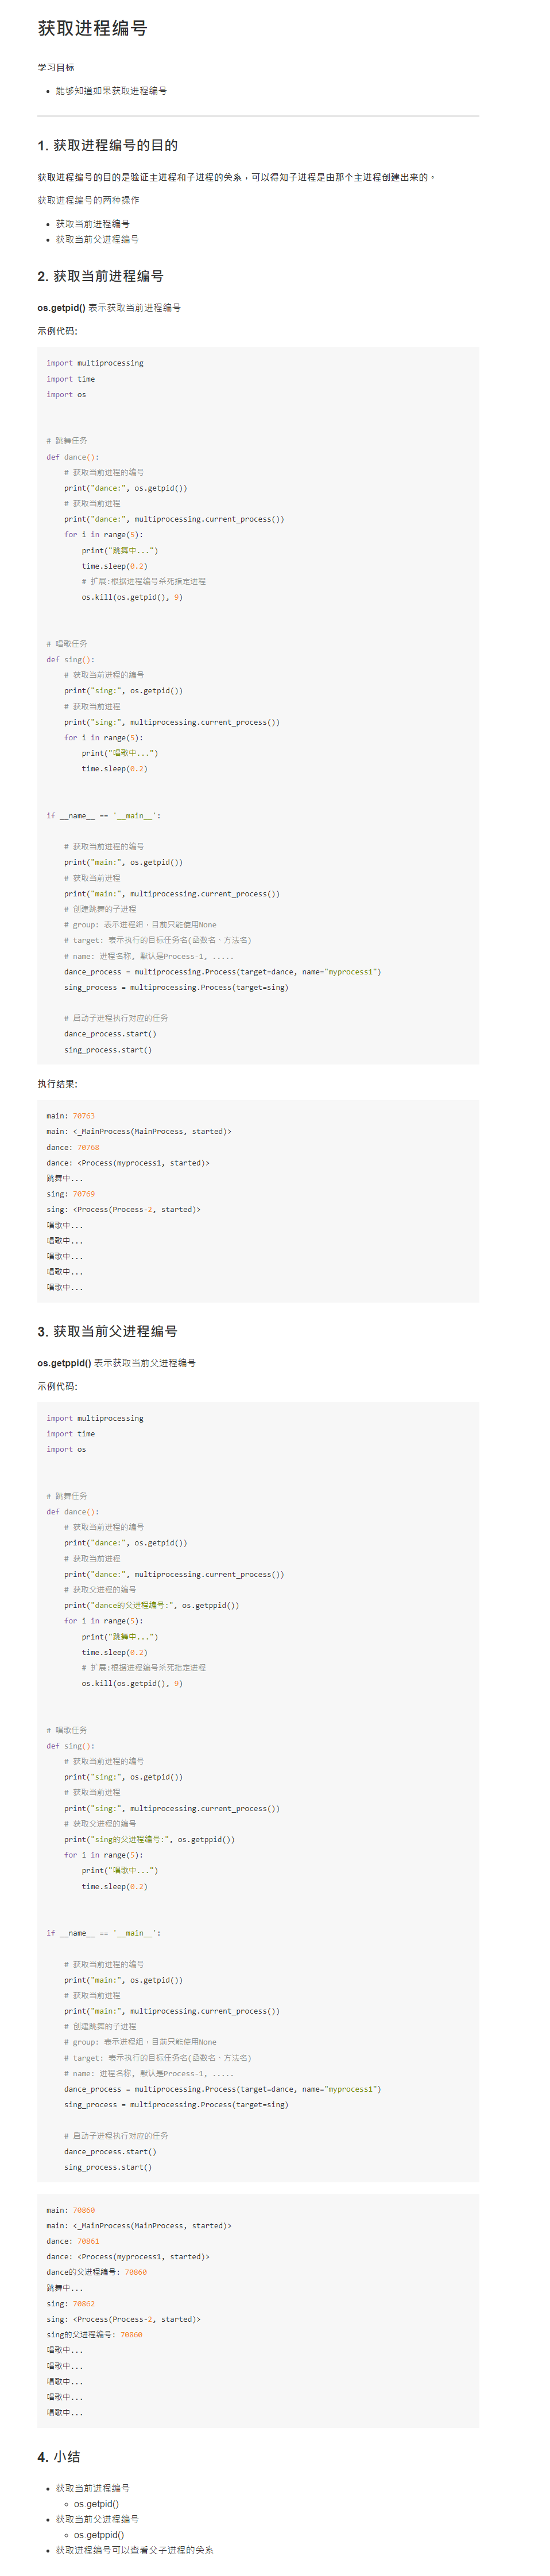 获取进程编号
学习目标
• 能够知道如果获取进程编号
1. 获取进程编号的目的
获取进程编号的目的是验证主进程和子进程的关系，可以得知子进程是由那个主进程创建出来的。
获取进程编号的两种操作
• 获取当前进程编号
• 获取当前父进程编号
2. 获取当前进程编号
os.getpid() 表示获取当前进程编号
示例代码:
import multiprocessing
import time
import os
# 跳舞任务
def dance():
    # 获取当前进程的编号
    print("dance:", os.getpid())
    # 获取当前进程
    print("dance:", multiprocessing.current_process())
    for i in range(5):
        print("跳舞中...")
        time.sleep(0.2)
        # 扩展:根据进程编号杀死指定进程
        os.kill(os.getpid(), 9)
# 唱歌任务
def sing():
    # 获取当前进程的编号
    print("sing:", os.getpid())
    # 获取当前进程
    print("sing:", multiprocessing.current_process())
    for i in range(5):
        print("唱歌中...")
        time.sleep(0.2)
if __name__ == '__main__':
    # 获取当前进程的编号
    print("main:", os.getpid())
    # 获取当前进程
    print("main:", multiprocessing.current_process())
    # 创建跳舞的子进程
    # group: 表示进程组，目前只能使用None
    # target: 表示执行的目标任务名(函数名、方法名)
    # name: 进程名称, 默认是Process-1, .....
    dance_process = multiprocessing.Process(target=dance, name="myprocess1")
    sing_process = multiprocessing.Process(target=sing)
    # 启动子进程执行对应的任务
    dance_process.start()
    sing_process.start()
执行结果:
main: 70763
main: <_MainProcess(MainProcess, started)>
dance: 70768
dance: <Process(myprocess1, started)>
跳舞中...
sing: 70769
sing: <Process(Process-2, started)>
唱歌中...
唱歌中...
唱歌中...
唱歌中...
唱歌中...
3. 获取当前父进程编号
os.getppid() 表示获取当前父进程编号
示例代码:
import multiprocessing
import time
import os
# 跳舞任务
def dance():
    # 获取当前进程的编号
    print("dance:", os.getpid())
    # 获取当前进程
    print("dance:", multiprocessing.current_process())
    # 获取父进程的编号
    print("dance的父进程编号:", os.getppid())
    for i in range(5):
        print("跳舞中...")
        time.sleep(0.2)
        # 扩展:根据进程编号杀死指定进程
        os.kill(os.getpid(), 9)
# 唱歌任务
def sing():
    # 获取当前进程的编号
    print("sing:", os.getpid())
    # 获取当前进程
    print("sing:", multiprocessing.current_process())
    # 获取父进程的编号
    print("sing的父进程编号:", os.getppid())
    for i in range(5):
        print("唱歌中...")
        time.sleep(0.2)
if __name__ == '__main__':
    # 获取当前进程的编号
    print("main:", os.getpid())
    # 获取当前进程
    print("main:", multiprocessing.current_process())
    # 创建跳舞的子进程
    # group: 表示进程组，目前只能使用None
    # target: 表示执行的目标任务名(函数名、方法名)
    # name: 进程名称, 默认是Process-1, .....
    dance_process = multiprocessing.Process(target=dance, name="myprocess1")
    sing_process = multiprocessing.Process(target=sing)
    # 启动子进程执行对应的任务
    dance_process.start()
    sing_process.start()
main: 70860
main: <_MainProcess(MainProcess, started)>
dance: 70861
dance: <Process(myprocess1, started)>
dance的父进程编号: 70860
跳舞中...
sing: 70862
sing: <Process(Process-2, started)>
sing的父进程编号: 70860
唱歌中...
唱歌中...
唱歌中...
唱歌中...
唱歌中...
4. 小结
• 获取当前进程编号
◦ os.getpid()
• 获取当前父进程编号
◦ os.getppid()
• 获取进程编号可以查看父子进程的关系